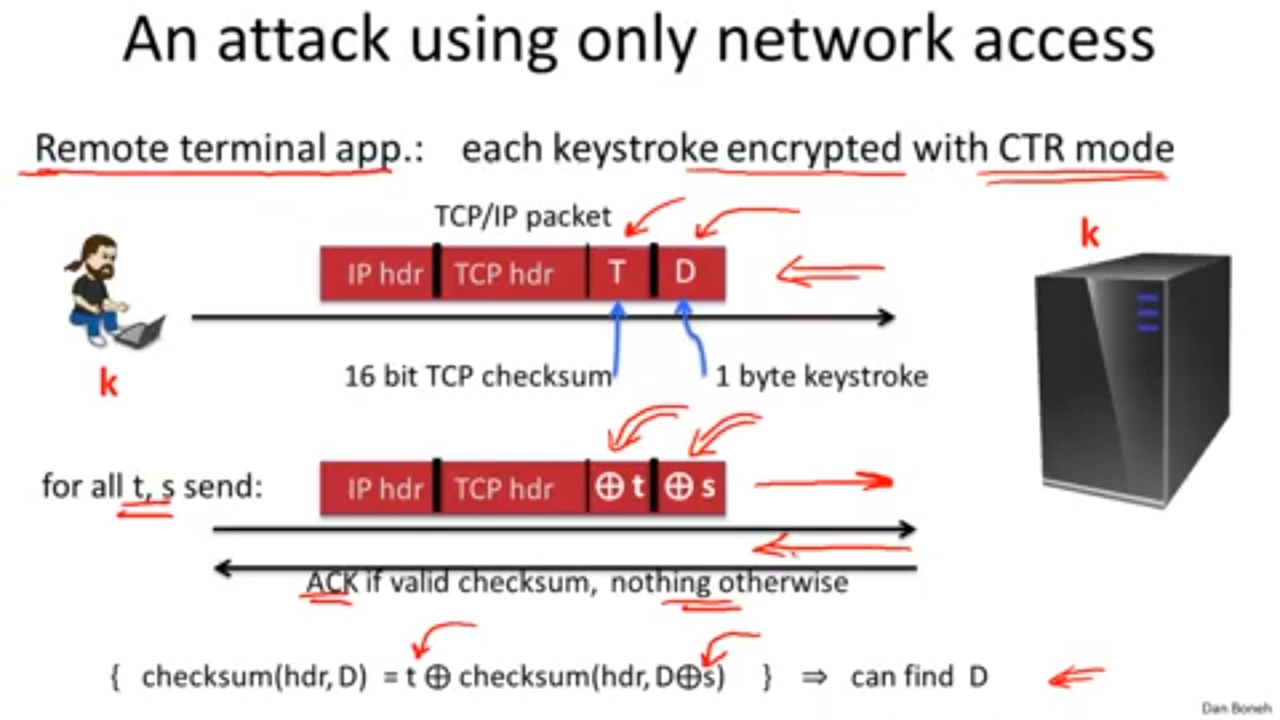 An attack using only network access
Remote terminal app.: each keystroke encrypted with CTR mode
TCP/IP packet
k
IP hdr TCP hdr T D
16 bit TCP checksum 1 byte keystroke
k
for all t, s send: IP hdr TCP hdr ⊕ t ⊕ s
ACK if valid checksum, nothing otherwise
{ checksum(hdr, D) = t ⊕ checksum(hdr, D⊕s) } ⇒ can find D
Dan Boneh